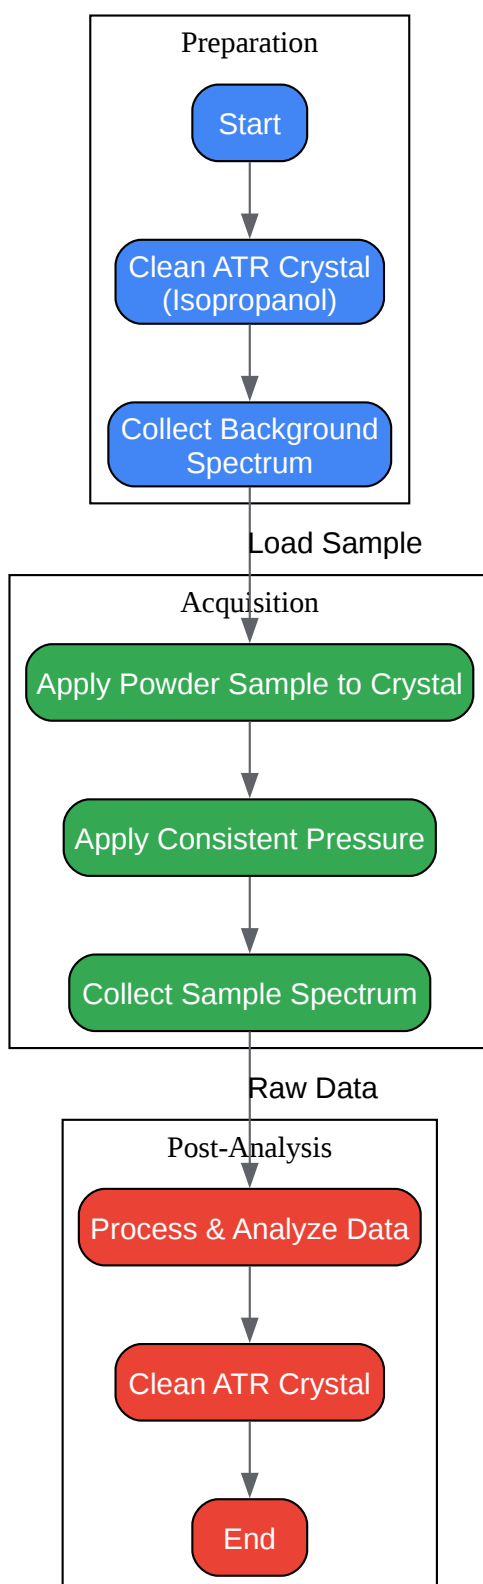 Preparation
Start
Clean ATR Crystal
(Isopropanol)
Collect Background
Spectrum
Load Sample
Acquisition
Apply Powder Sample to Crystal
Apply Consistent Pressure
Collect Sample Spectrum
Raw Data
Post-Analysis
Process & Analyze Data
Clean ATR Crystal
End